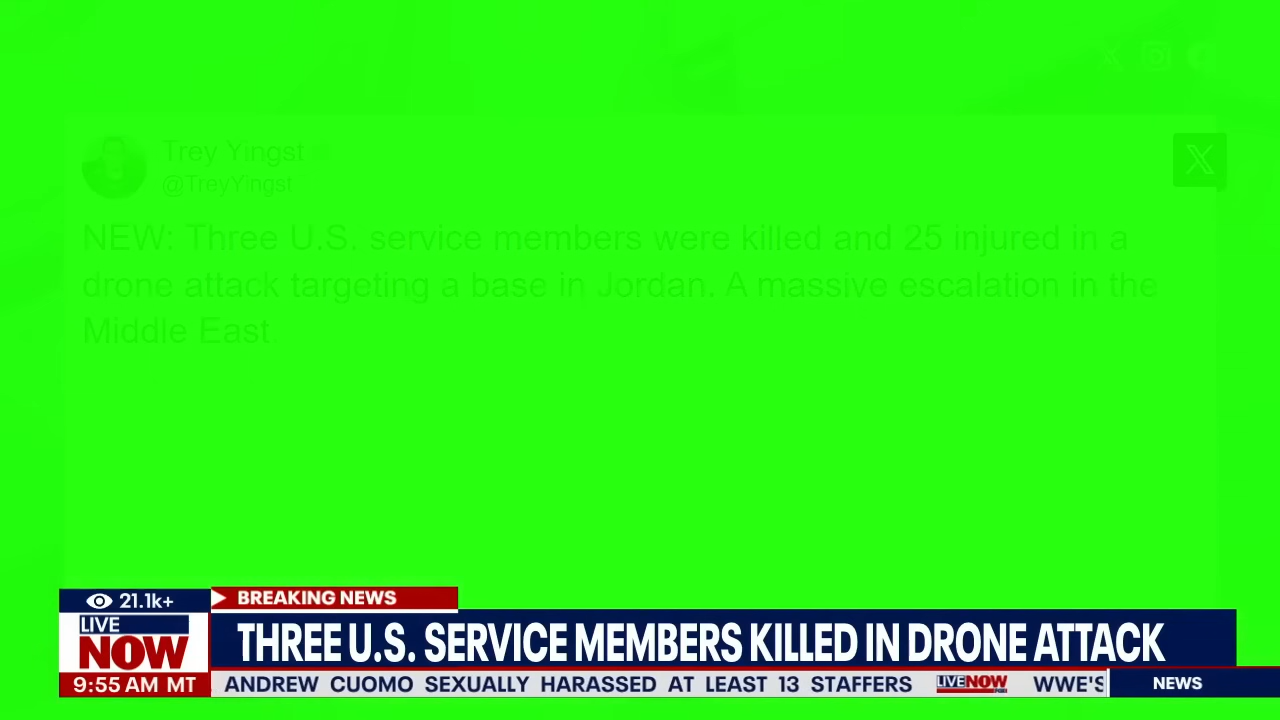 Trey Yingst
@TreyYingst
NEW: Three U.S. service members were killed and 25 injured in a
drone attack targeting a base in Jordan. A massive escalation in the
Middle East.
21.1k+
BREAKING NEWS
LIVE
NOW
THREE U.S. SERVICE MEMBERS KILLED IN DRONE ATTACK
9:55 AM MT
ANDREW CUOMO SEXUALLY HARASSED AT LEAST 13 STAFFERS LIVENOW WWE'S
NEWS